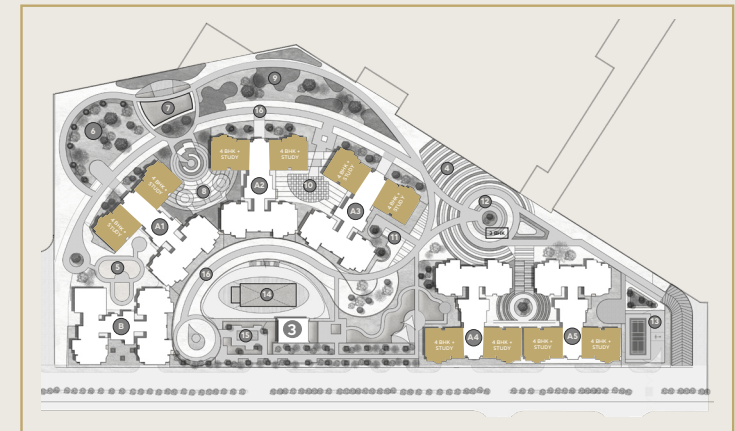 9
7
16
6
4 BHK +
STUDY
4 BHK +
STUDY
4
8
A2
10
4 BHK +
STUDY
4 BHK +
STUDY
12
3 BHK
A1
4 BHK +
STUDY
A3
4 BHK +
STUDY
11
5
16
14
B
15
3
13
A4
A5
4 BHK +
STUDY
4 BHK +
STUDY
4 BHK +
STUDY
4 BHK +
STUDY